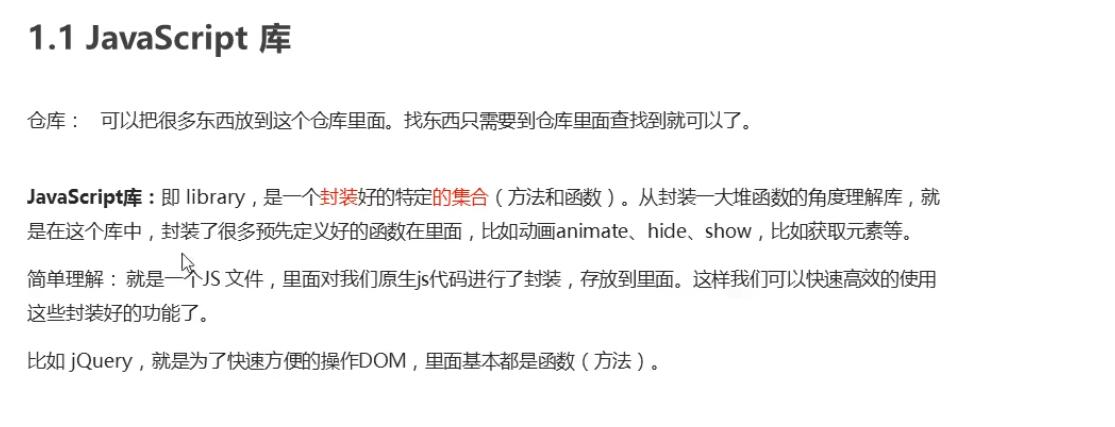 1.1 JavaScript 库
仓库： 可以把很多东西放到这个仓库里面。找东西只需要到仓库里面查找到就可以了。
JavaScript库：即 library，是一个封装好的特定的集合（方法和函数）。从封装一大堆函数的角度理解库，就
是在这个库中，封装了很多预先定义好的函数在里面，比如动画animate、hide、show，比如获取元素等。
简单理解： 就是一个JS 文件，里面对我们原生js代码进行了封装，存放到里面。这样我们可以快速高效的使用
这些封装好的功能了。
比如 jQuery，就是为了快速方便的操作DOM，里面基本都是函数（方法）。